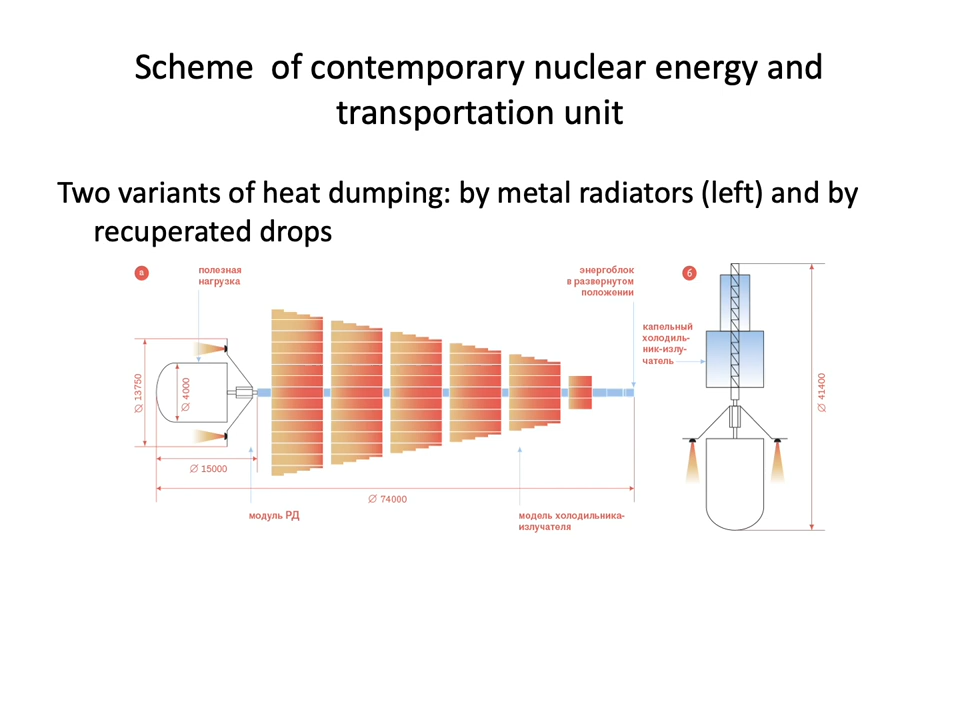 Scheme of contemporary nuclear energy and
transportation unit
Two variants of heat dumping: by metal radiators (left) and by
recuperated drops
а
полезная
нагрузка
энергоблок
в развернутом
положении
б
капельный
холодиль-
ник-излу-
чатель
∅ 13750
∅ 4000
∅ 41400
∅ 15000
∅ 74000
модуль РД
модель холодильника-
излучателя